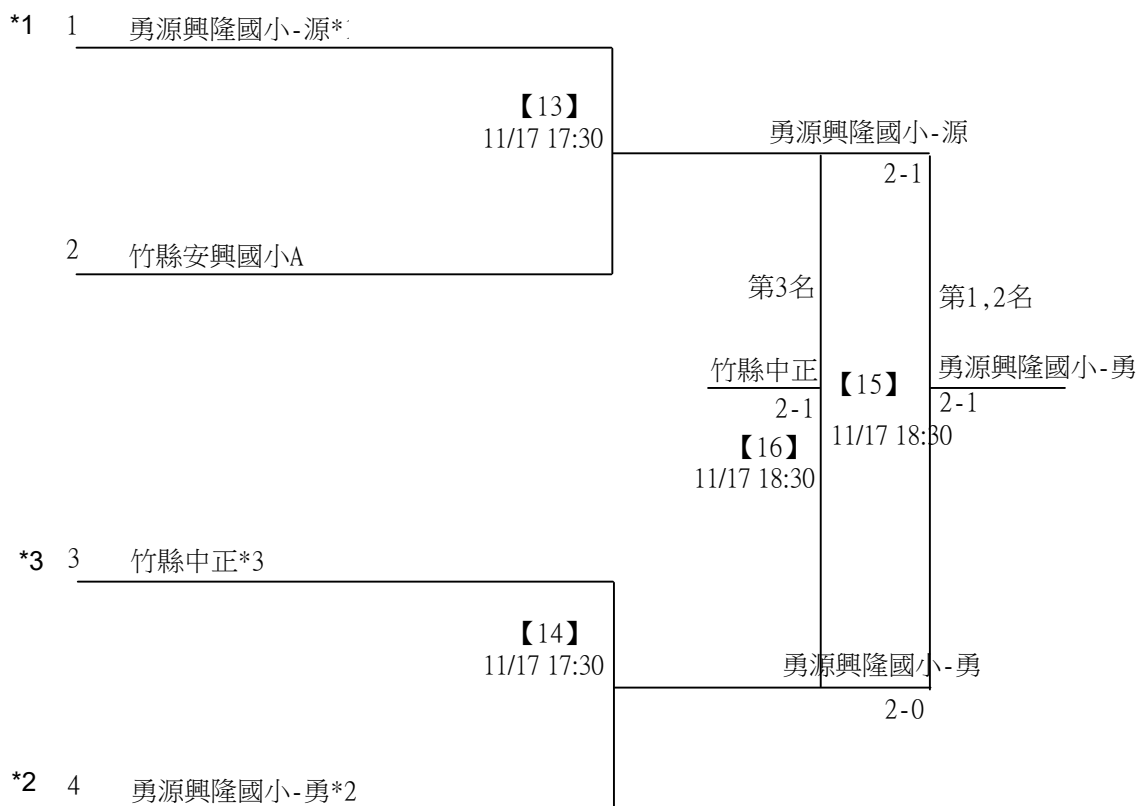 *1 1 勇源興隆國小-源*1
【13】
11/17 17:30
勇源興隆國小-源
2-1
2 竹縣安興國小A
第3名
第1,2名
竹縣中正
2-1
【15】
11/17 18:30
勇源興隆國小-勇
2-1
【16】
11/17 18:30
*3 3 竹縣中正*3
【14】
11/17 17:30
勇源興隆國小-勇
2-0
*2 4 勇源興隆國小-勇*2